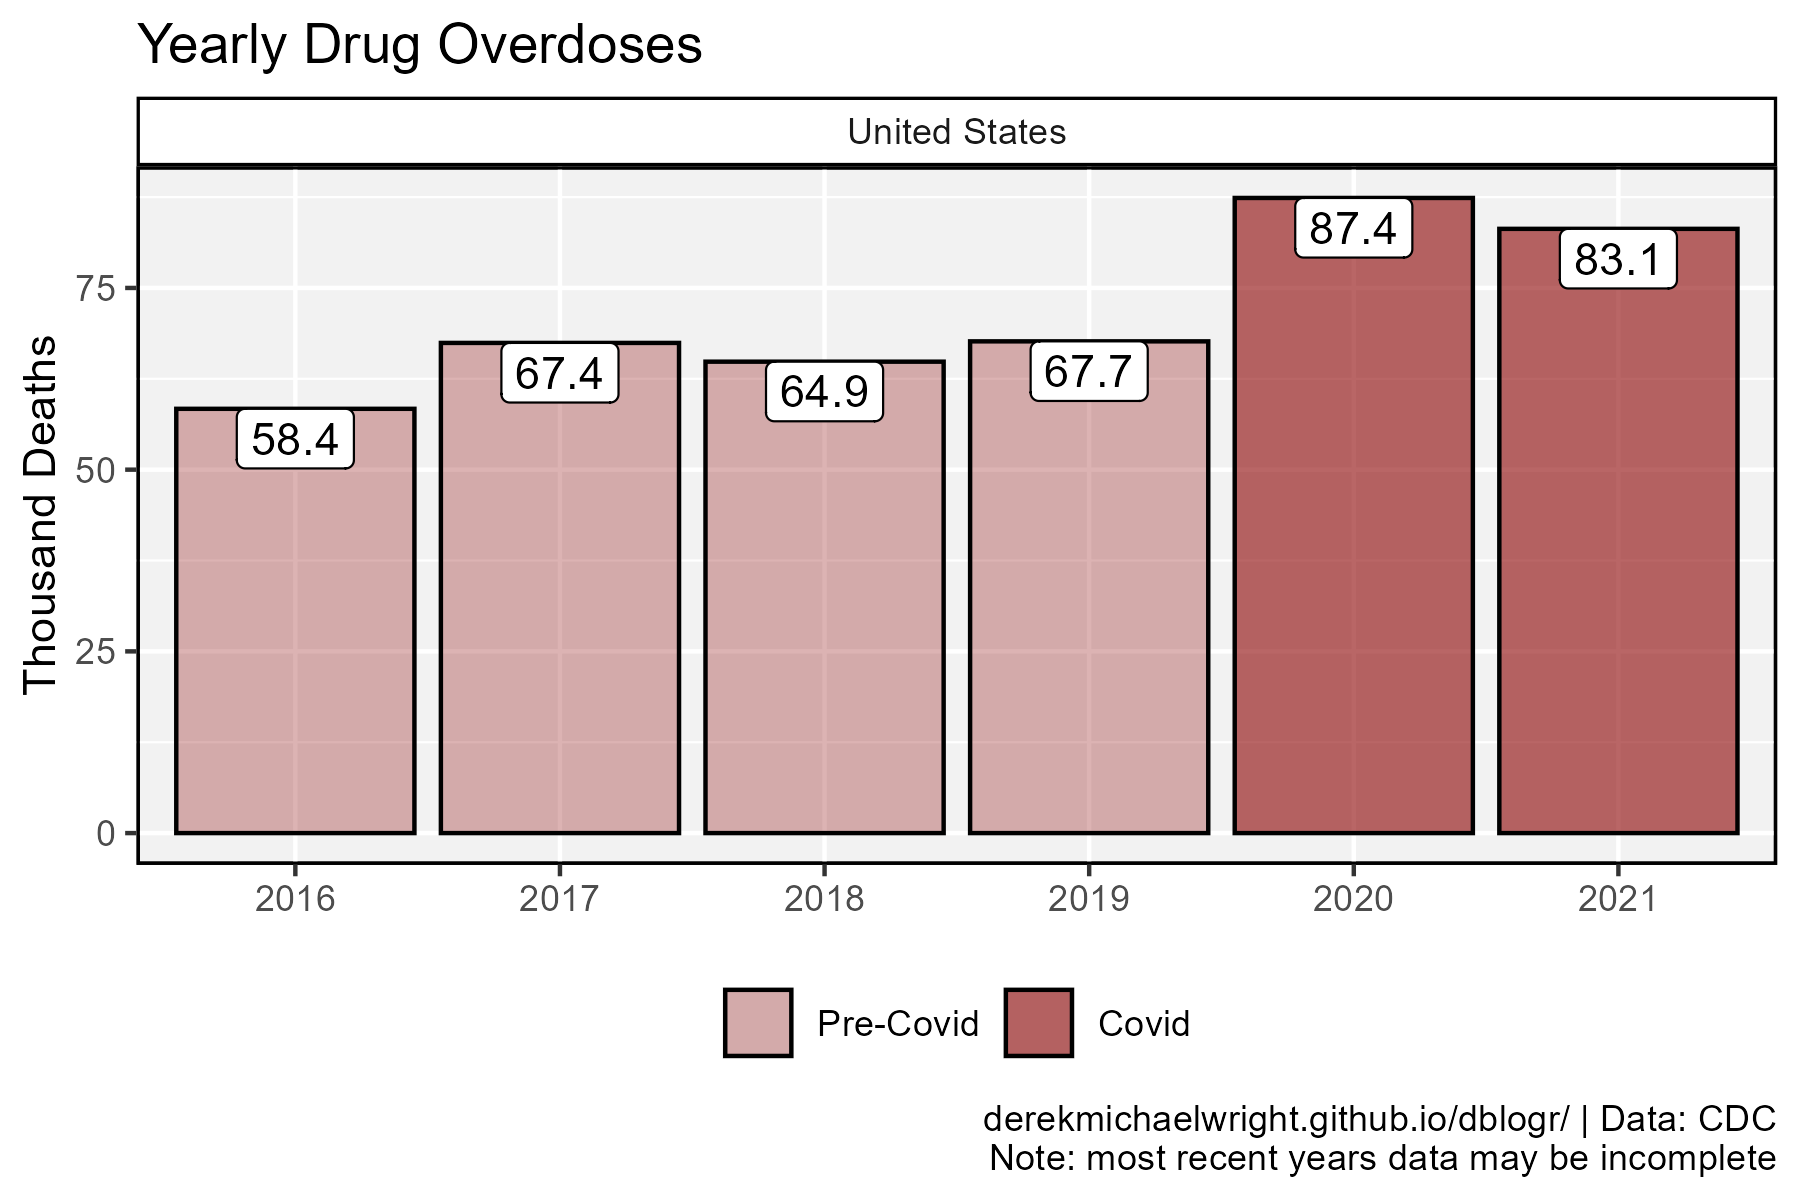 Yearly Drug Overdoses
United States
Thousand Deaths
75
50
25
0
58.4
67.4
64.9
67.7
87.4
83.1
2016 2017 2018 2019 2020 2021
Pre-Covid Covid
derekmichaelwright.github.io/dblogr/ | Data: CDC
Note: most recent years data may be incomplete